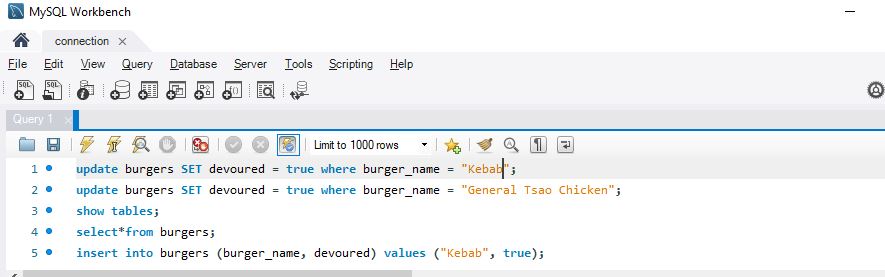 MySQL Workbench
connection
File Edit View Query Database Server Tools Scripting Help
SQL SQL
Query 1
Limit to 1000 rows
1 update burgers SET devoured = true where burger_name = "Kebab";
2 update burgers SET devoured = true where burger_name = "General Tsao Chicken";
3 show tables;
4 select*from burgers;
5 insert into burgers (burger_name, devoured) values ("Kebab", true);